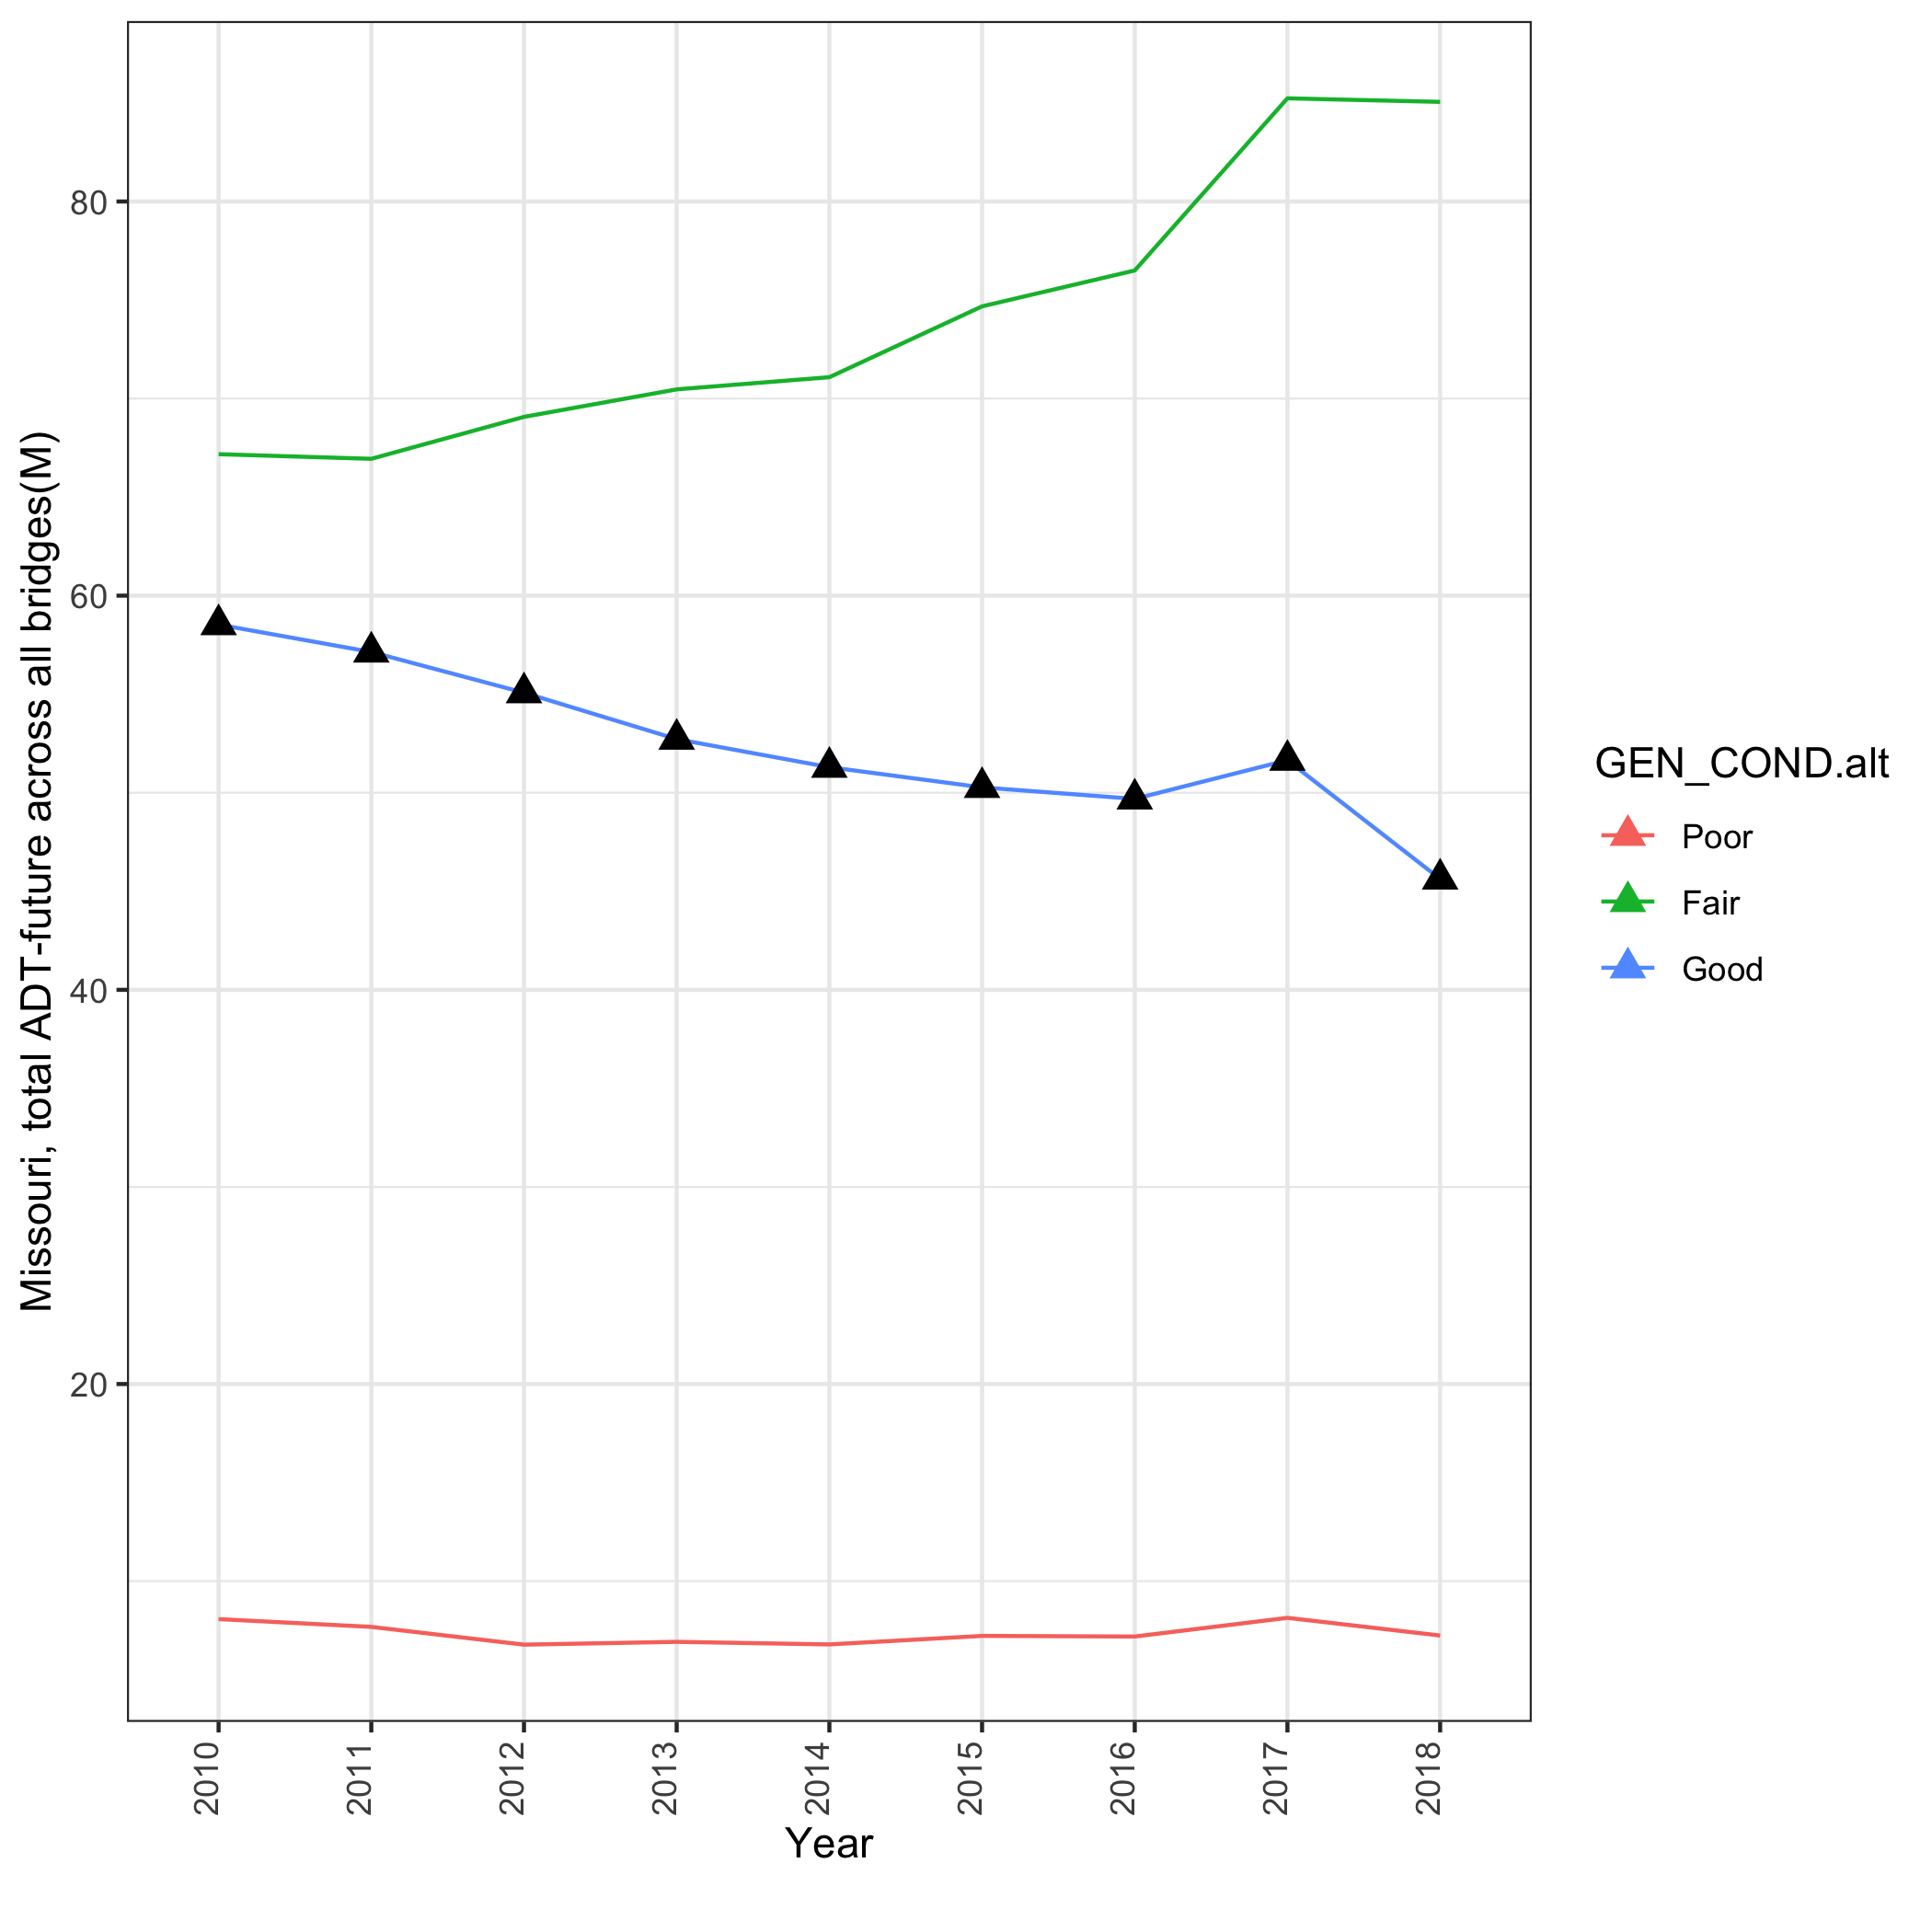 Missouri, total ADT-future across all bridges(M)
80
60
40
20
2010
2011
2012
2013
2014
2015
2016
2017
2018
Year
GEN_COND.alt
Poor
Fair
Good